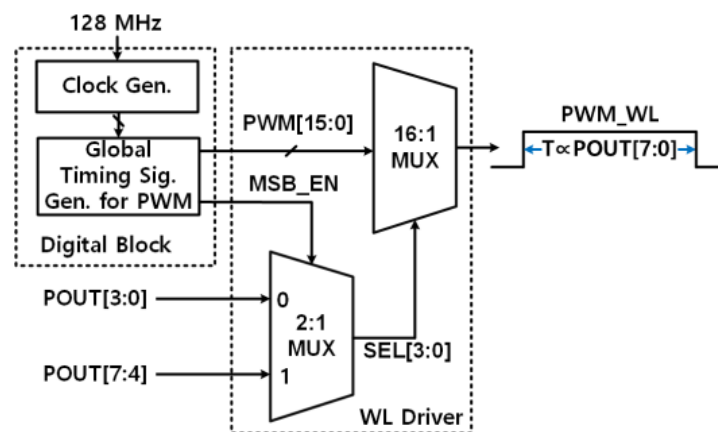 128 MHz
Clock Gen.
Global
Timing Sig.
Gen. for PWM
Digital Block
PWM[15:0]
MSB_EN
16:1
MUX
PWM_WL
T∝POUT[7:0]
POUT[3:0]
0
2:1
MUX
SEL[3:0]
POUT[7:4]
1
WL Driver